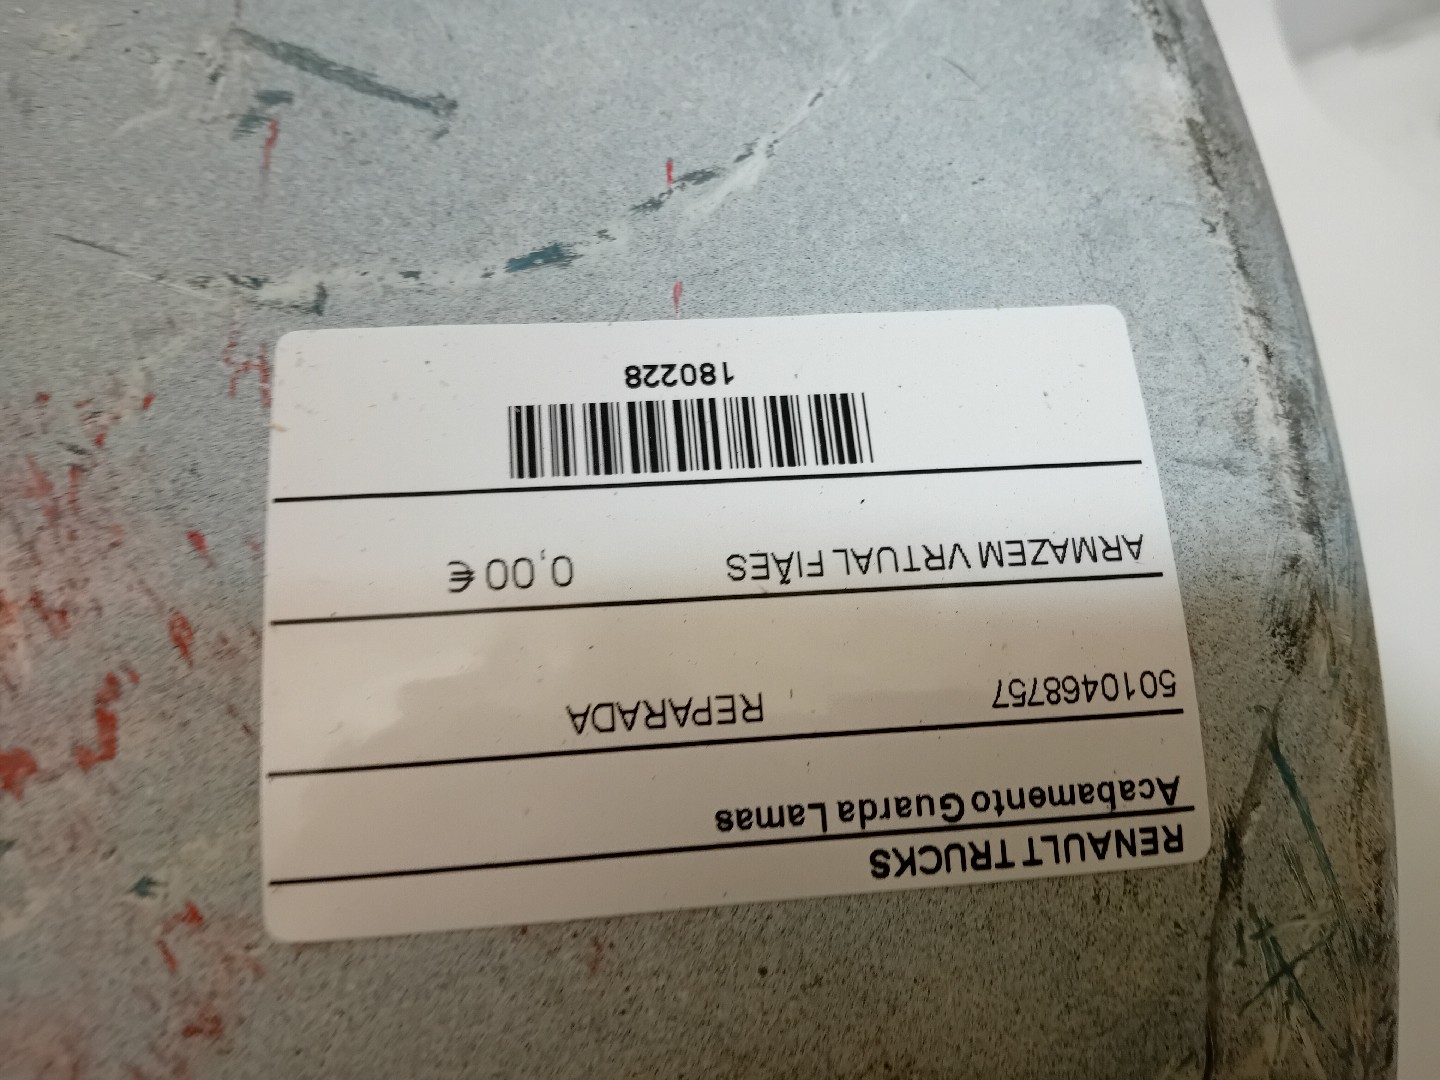 RENAULT TRUCKS
Acabamento Guarda Lamas
5010468757 REPARADA
ARMAZEM VRTUAL FIÃES 0,00 €
180228